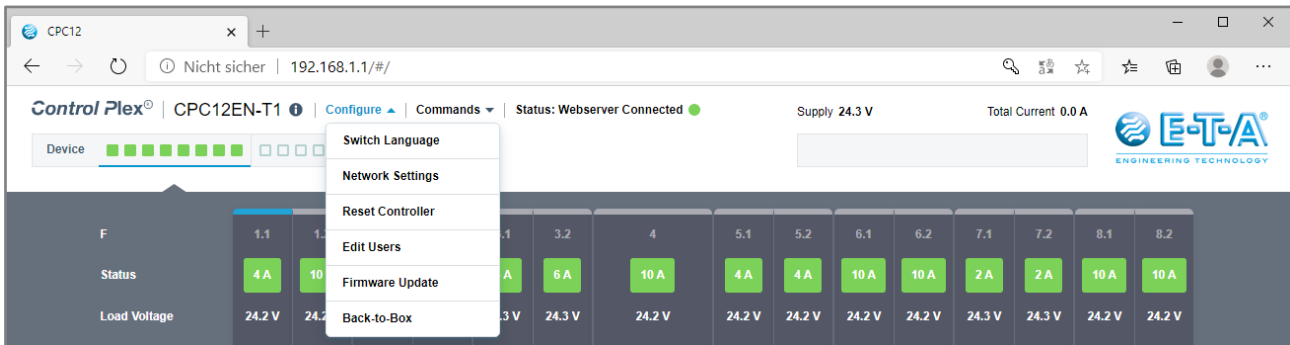 CPC12
Nicht sicher | 192.168.1.1/#/
Control Plex® | CPC12EN-T1 | Configure | Commands | Status: Webserver Connected
Supply 24.3 V
Total Current 0.0 A
E-T-A®
ENGINEERING TECHNOLOGY
Device
Switch Language
Network Settings
Reset Controller
Edit Users
Firmware Update
Back-to-Box
F 1.1 3.2 4 5.1 5.2 6.1 6.2 7.1 7.2 8.1 8.2
Status 4 A 10 A 6 A 10 A 4 A 4 A 10 A 10 A 2 A 2 A 10 A 10 A
Load Voltage 24.2 V 24.2 .3 V 24.3 V 24.2 V 24.2 V 24.2 V 24.2 V 24.2 V 24.3 V 24.3 V 24.2 V 24.2 V